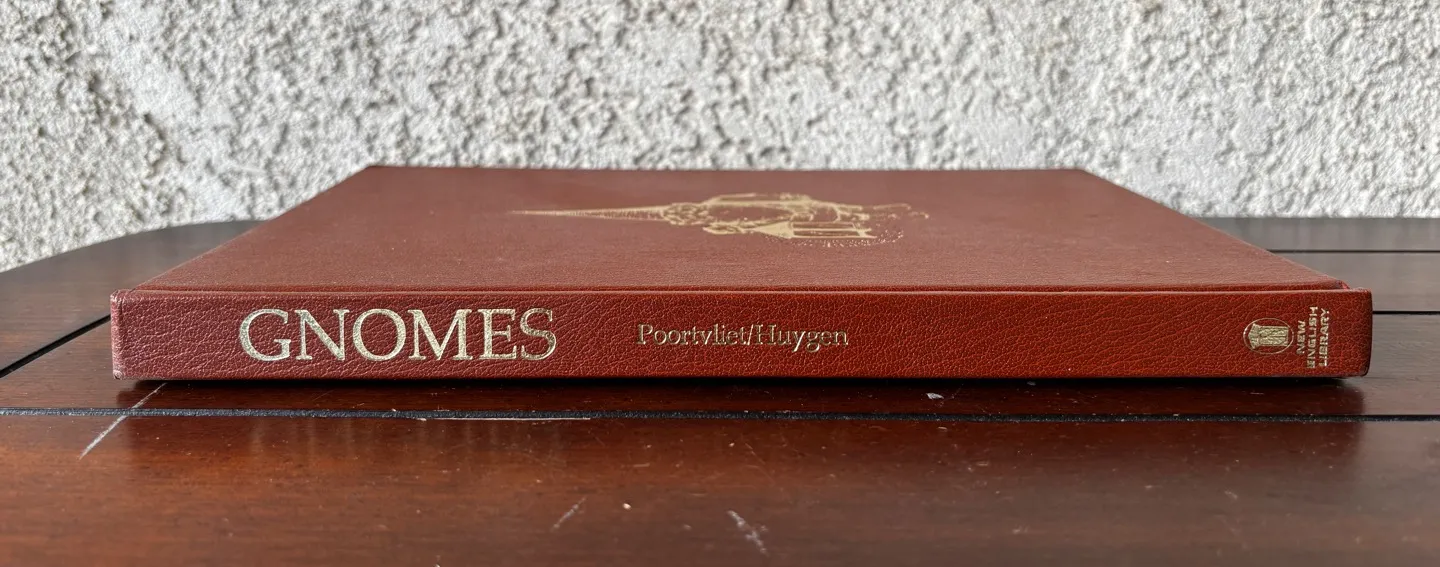 GNOMES
Poortvliet/Huygen
NEW
ENGLISH
LIBRARY